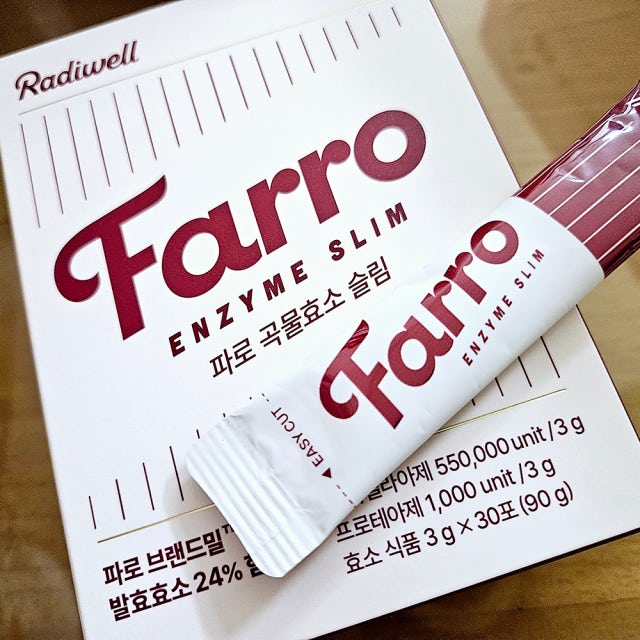 Radiwell
Farro
ENZYME SLIM
파로 곡물효소 슬림
Farro
ENZYME SLIM
EASY CUT
550,000 unit / 3 g
프로테아제 1,000 unit / 3 g
효소 식품 3 g × 30포 (90 g)
파로 브랜드밀
발효효소 24%